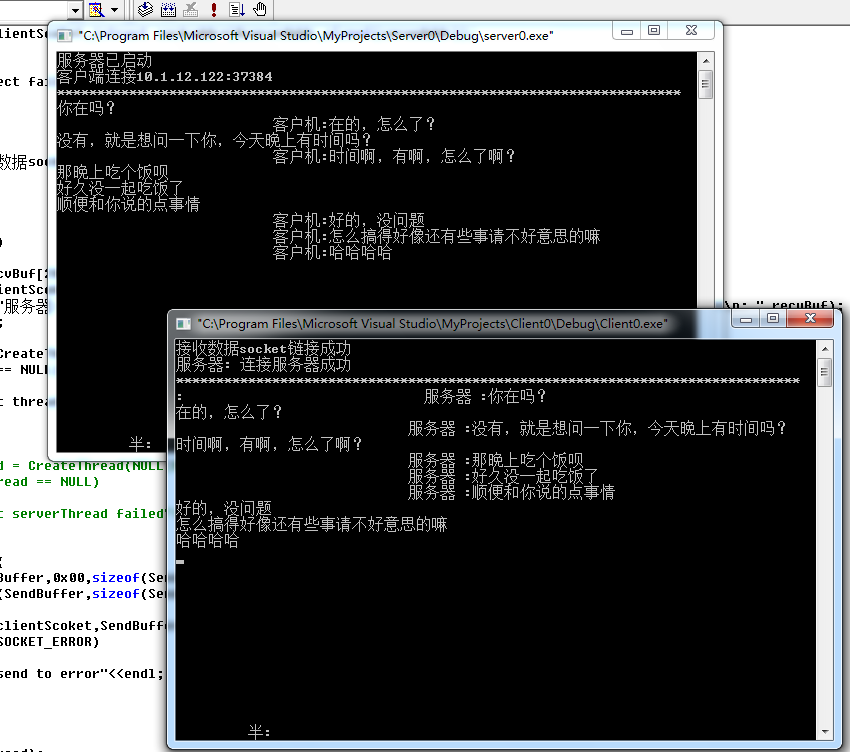 lientSc
"C:\Program Files\Microsoft Visual Studio\MyProjects\Server0\Debug\server0.exe"
服务器已启动
客户端连接10.1.12.122:37384
******************************************************************************
你在吗？
客户机:在的，怎么了？
没有，就是想问一下你，今天晚上有时间吗？
客户机:时间啊，有啊，怎么了啊？
那晚上吃个饭呗
好久没一起吃饭了
顺便和你说的点事情
客户机:好的，没问题
客户机:怎么搞得好像还有些事请不好意思的嘛
客户机:哈哈哈哈
半：
ect fai
数据soc
)
cvBuf[2
ientSco
"服务器
\n: ",recvBuf);
;
CreateT
== NULL
t threa
d = CreateThread(NULL
read == NULL)
t serverThread failed"
{
Buffer,0x00,sizeof(Sen
(SendBuffer,sizeof(Sen
clientScoket,SendBuffe
SOCKET_ERROR)
send to error"<<endl;
"C:\Program Files\Microsoft Visual Studio\MyProjects\Client0\Debug\Client0.exe"
接收数据socket链接成功
服务器：连接服务器成功
******************************************************************************
: 服务器 :你在吗？
在的，怎么了？
服务器 :没有，就是想问一下你，今天晚上有时间吗？
时间啊，有啊，怎么了啊？
服务器 :那晚上吃个饭呗
服务器 :好久没一起吃饭了
服务器 :顺便和你说的点事情
好的，没问题
怎么搞得好像还有些事请不好意思的嘛
哈哈哈哈
半：